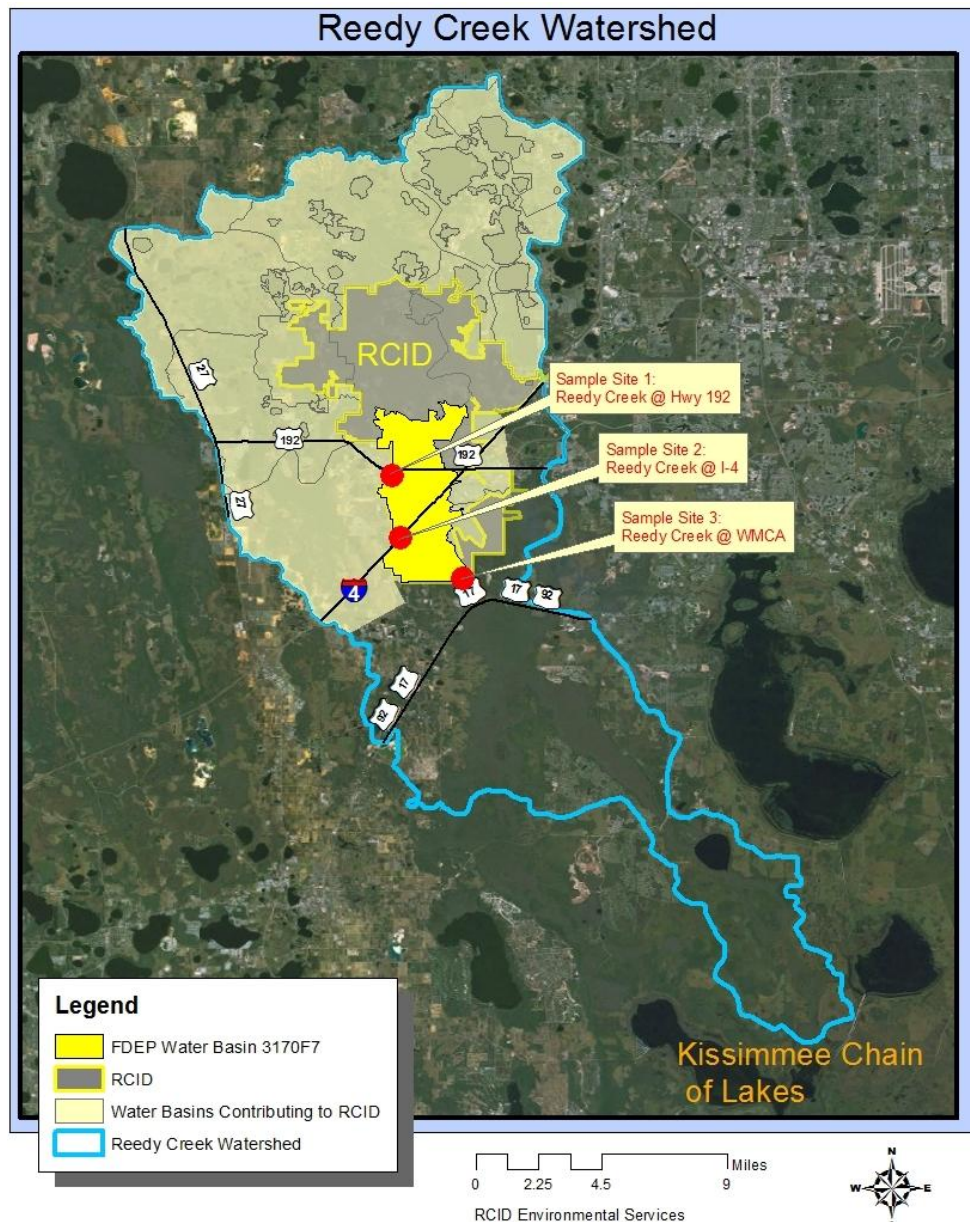 Reedy Creek Watershed
RCID
27
192
192
27
Sample Site 1:
Reedy Creek @ Hwy 192
Sample Site 2:
Reedy Creek @ I-4
Sample Site 3:
Reedy Creek @ WMCA
4
17
17
92
17
92
Kissimmee Chain
of Lakes
Legend
FDEP Water Basin 3170F7
RCID
Water Basins Contributing to RCID
Reedy Creek Watershed
Miles
0 2.25 4.5 9
RCID Environmental Services
N
W E